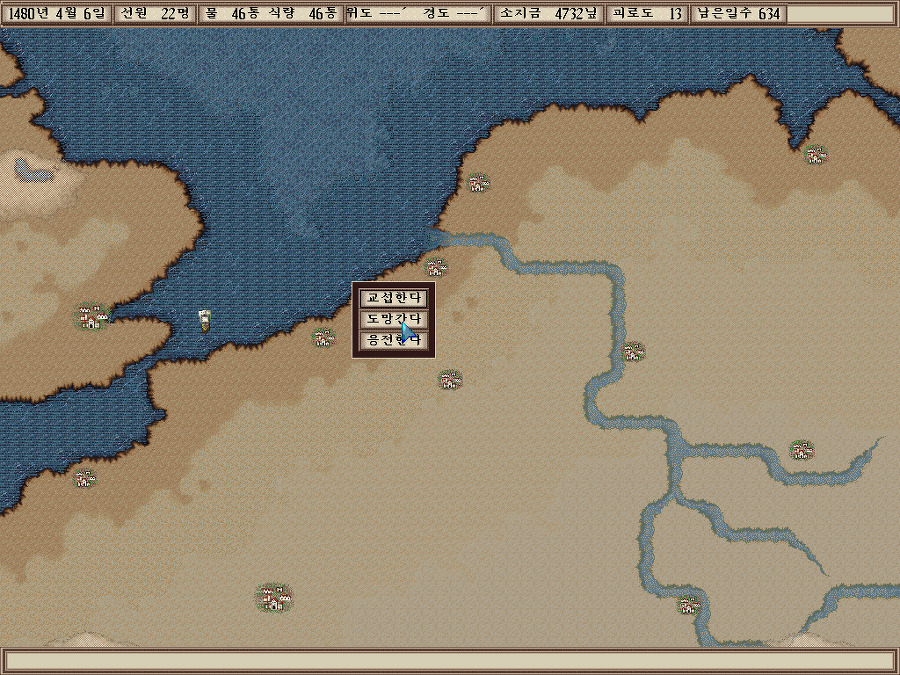 1480년 4월 6일 선원 22명 물 46통 식량 46통 위도 ---´ 경도 ---´ 소지금 4732닢 피로도 13 남은일수 634
교섭한다
도망간다
응전한다